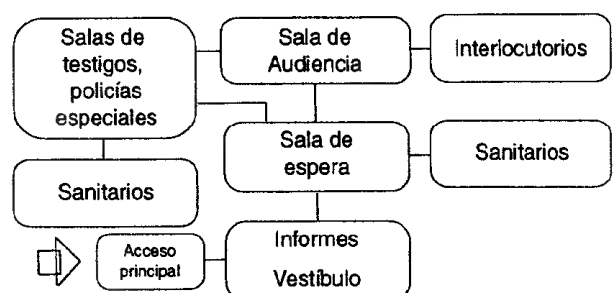 Salas de
testigos,
policías
especiales
Sala de
Audiencia
Interlocutorios
Sala de
espera
Sanitarios
Sanitarios
Acceso
principal
Informes
Vestíbulo